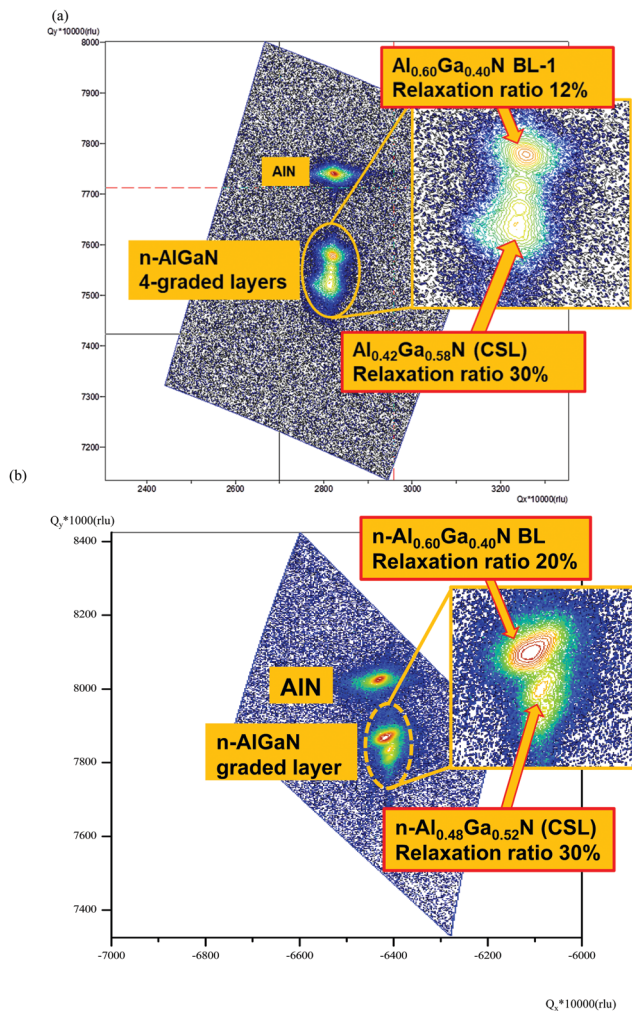 (a)
Qy*10000(rlu)
8000
7900
7800
7700
7600
7500
7400
7300
7200
2400
2600
2800
3000
3200
Qx*10000(rlu)
AlN
n-AlGaN
4-graded layers
Al0.60Ga0.40N BL-1
Relaxation ratio 12%
Al0.42Ga0.58N (CSL)
Relaxation ratio 30%
(b)
Qy*1000(rlu)
8400
8200
8000
7800
7600
7400
-7000
-6800
-6600
-6400
-6200
-6000
Qx*10000(rlu)
AlN
n-AlGaN
graded layer
n-Al0.60Ga0.40N BL
Relaxation ratio 20%
n-Al0.48Ga0.52N (CSL)
Relaxation ratio 30%